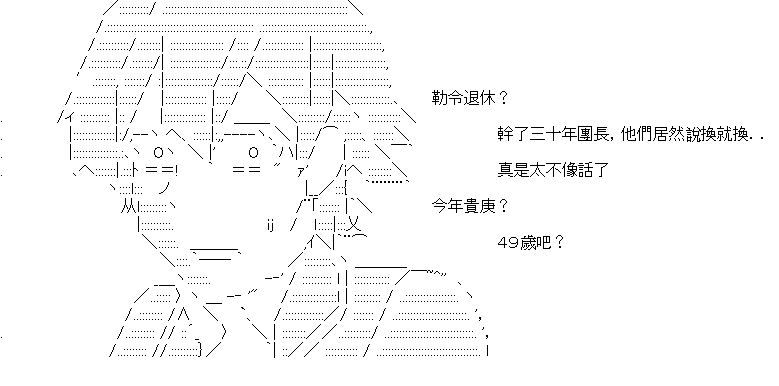 勒令退休？
幹了三十年團長，他們居然說換就換．．
真是太不像話了
今年貴庚？
４９歲吧？